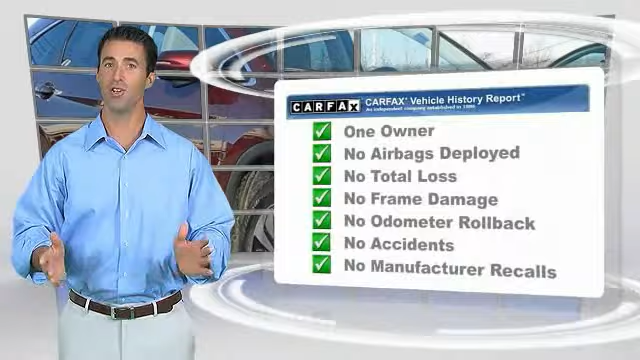 CARFAX
CARFAX® Vehicle History Report™
An independent company established in 1986
One Owner
No Airbags Deployed
No Total Loss
No Frame Damage
No Odometer Rollback
No Accidents
No Manufacturer Recalls